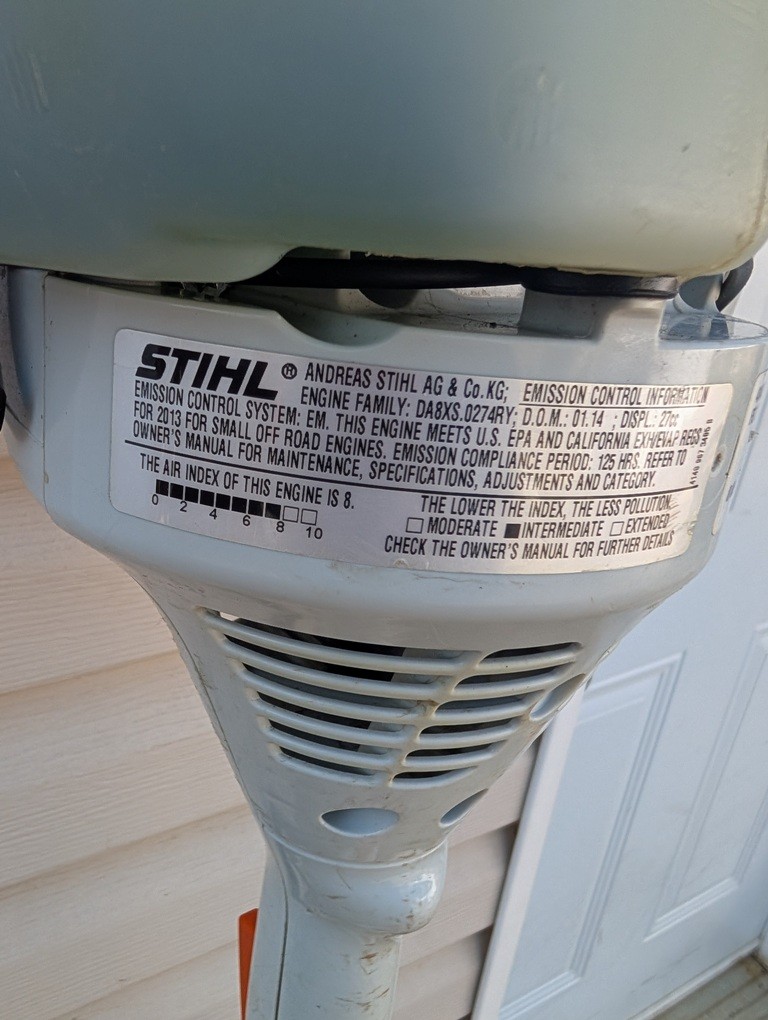 STIHL ® ANDREAS STIHL AG & Co.KG; EMISSION CONTROL INFORMATION
ENGINE FAMILY: DA8XS.0274RY; D.O.M.: 01.14 ; DISPL.: 27cc
EMISSION CONTROL SYSTEM: EM. THIS ENGINE MEETS U.S. EPA AND CALIFORNIA EXH/EVAP REGS
FOR 2013 FOR SMALL OFF ROAD ENGINES. EMISSION COMPLIANCE PERIOD: 125 HRS. REFER TO
OWNER'S MANUAL FOR MAINTENANCE, SPECIFICATIONS, ADJUSTMENTS AND CATEGORY.
THE AIR INDEX OF THIS ENGINE IS 8.
0 2 4 6 8 10
THE LOWER THE INDEX, THE LESS POLLUTION.
☐ MODERATE ■ INTERMEDIATE ☐ EXTENDED
CHECK THE OWNER'S MANUAL FOR FURTHER DETAILS